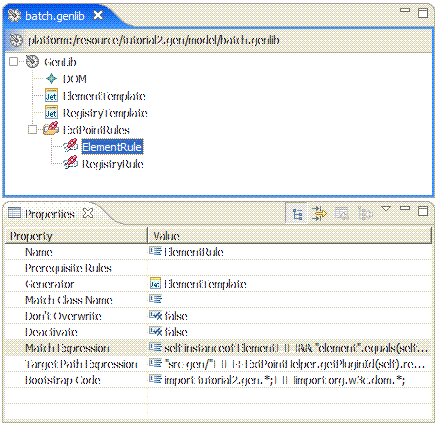 batch.genlib
platform:/resource/tutorial2.gen/model/batch.genlib
GenLib
DOM
ElementTemplate
RegistryTemplate
ExtPointRules
ElementRule
RegistryRule
Properties
Property Value
Name ElementRule
Prerequisite Rules
Generator ElementTemplate
Match Class Name
Don't Overwrite false
Deactivate false
Match Expression self instanceof Element && "element".equals(self...
Target Path Expression "src-gen/" + ExtPointHelper.getPluginId(self).re...
Bootstrap Code import tutorial2.gen.*; import org.w3c.dom.*;